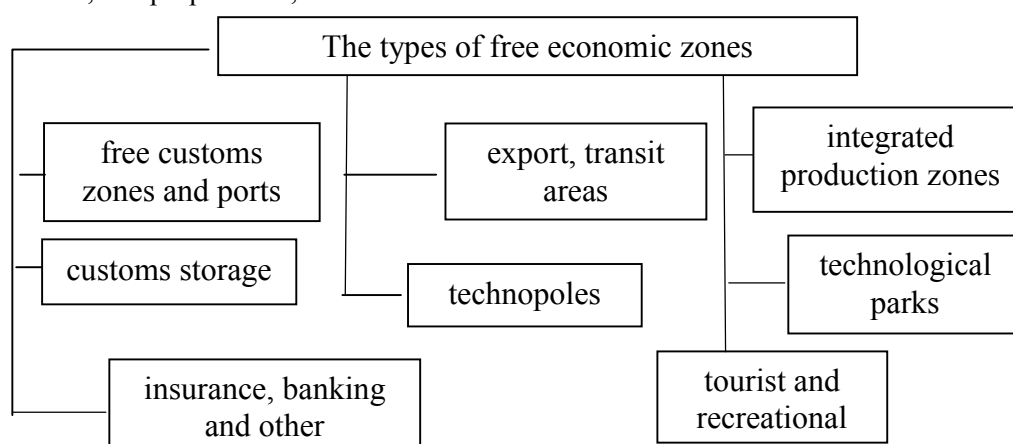 The types of free economic zones
free customs
zones and ports
export, transit
areas
integrated
production zones
customs storage
technopoles
technological
parks
insurance, banking
and other
tourist and
recreational